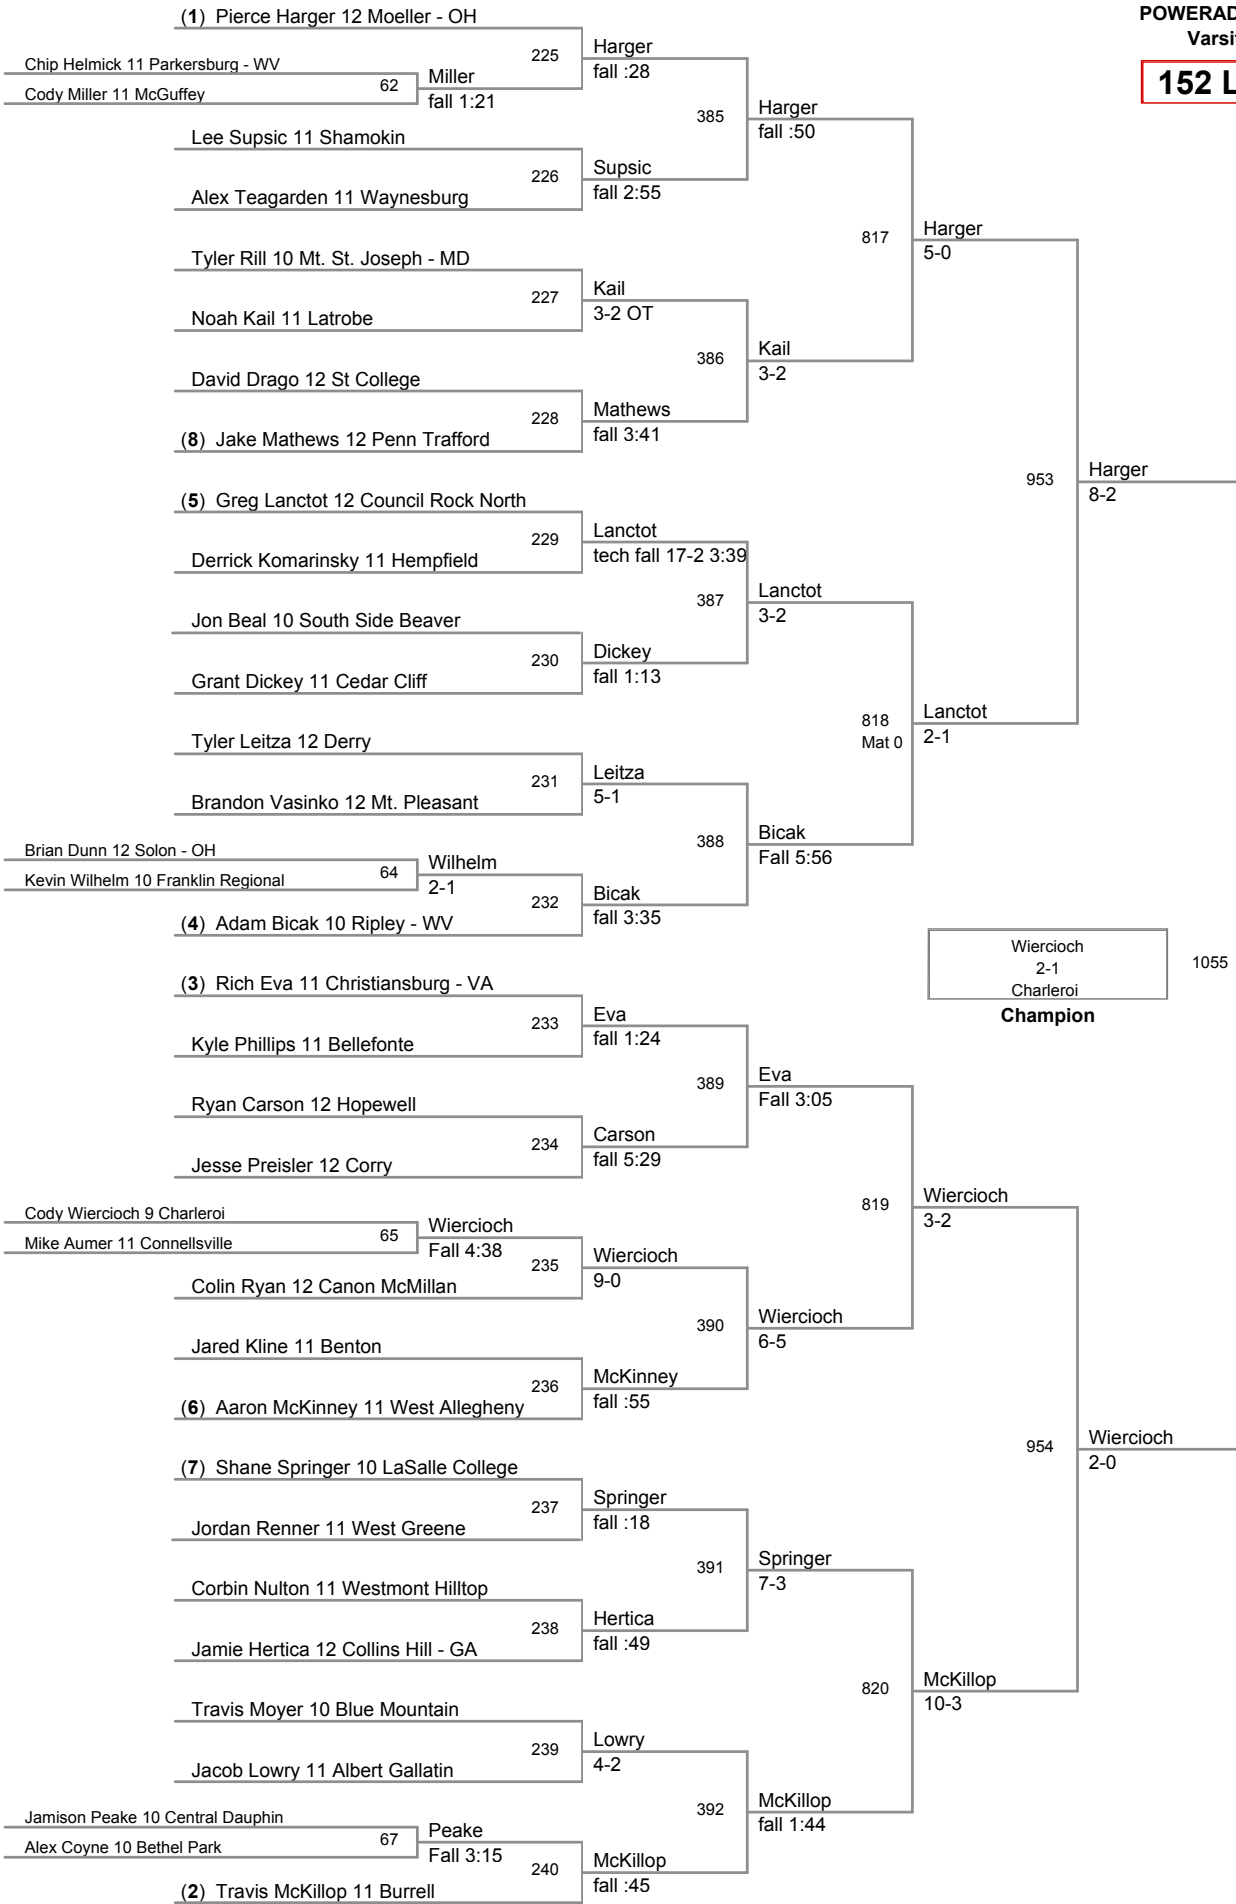 POWERAD
Varsi
152 L
(1) Pierce Harger 12 Moeller - OH
225
Harger
fall :28
Chip Helmick 11 Parkersburg - WV
62
Miller
fall 1:21
Cody Miller 11 McGuffey
385
Harger
fall :50
Lee Supsic 11 Shamokin
226
Supsic
fall 2:55
Alex Teagarden 11 Waynesburg
817
Harger
5-0
Tyler Rill 10 Mt. St. Joseph - MD
227
Kail
3-2 OT
Noah Kail 11 Latrobe
386
Kail
3-2
David Drago 12 St College
228
Mathews
fall 3:41
(8) Jake Mathews 12 Penn Trafford
953
Harger
8-2
(5) Greg Lanctot 12 Council Rock North
229
Lanctot
tech fall 17-2 3:39
Derrick Komarinsky 11 Hempfield
387
Lanctot
3-2
Jon Beal 10 South Side Beaver
230
Dickey
fall 1:13
Grant Dickey 11 Cedar Cliff
818
Mat 0
Lanctot
2-1
Tyler Leitza 12 Derry
231
Leitza
5-1
Brandon Vasinko 12 Mt. Pleasant
388
Bicak
Fall 5:56
Brian Dunn 12 Solon - OH
64
Wilhelm
2-1
Kevin Wilhelm 10 Franklin Regional
232
Bicak
fall 3:35
(4) Adam Bicak 10 Ripley - WV
Wiercioch
2-1
Charleroi
1055
Champion
(3) Rich Eva 11 Christiansburg - VA
233
Eva
fall 1:24
Kyle Phillips 11 Bellefonte
389
Eva
Fall 3:05
Ryan Carson 12 Hopewell
234
Carson
fall 5:29
Jesse Preisler 12 Corry
819
Wiercioch
3-2
Cody Wiercioch 9 Charleroi
65
Wiercioch
Fall 4:38
Mike Aumer 11 Connellsville
235
Wiercioch
9-0
Colin Ryan 12 Canon McMillan
390
Wiercioch
6-5
Jared Kline 11 Benton
236
McKinney
fall :55
(6) Aaron McKinney 11 West Allegheny
954
Wiercioch
2-0
(7) Shane Springer 10 LaSalle College
237
Springer
fall :18
Jordan Renner 11 West Greene
391
Springer
7-3
Corbin Nulton 11 Westmont Hilltop
238
Hertica
fall :49
Jamie Hertica 12 Collins Hill - GA
820
McKillop
10-3
Travis Moyer 10 Blue Mountain
239
Lowry
4-2
Jacob Lowry 11 Albert Gallatin
392
McKillop
fall 1:44
Jamison Peake 10 Central Dauphin
67
Peake
Fall 3:15
Alex Coyne 10 Bethel Park
240
McKillop
fall :45
(2) Travis McKillop 11 Burrell